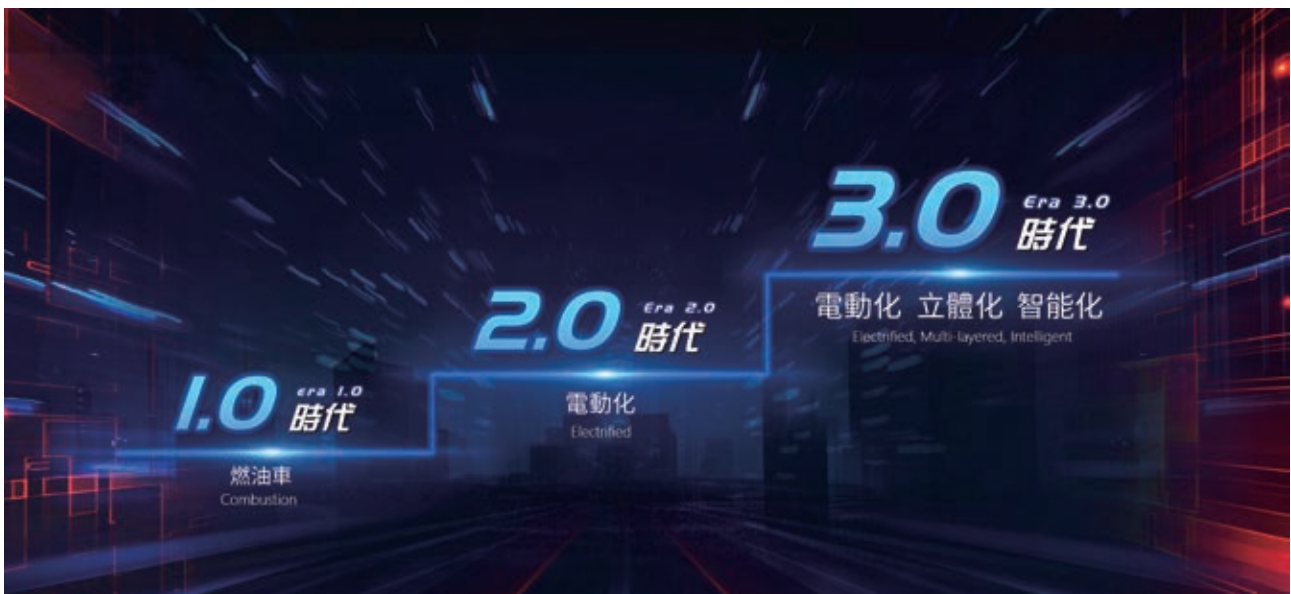 1.0 Era 1.0
時代
燃油車
Combustion
2.0 Era 2.0
時代
電動化
Electrified
3.0 Era 3.0
時代
電動化 立體化 智能化
Electrified, Multi-layered, Intelligent